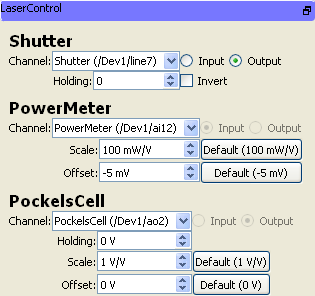 LaserControl
Shutter
Channel: Shutter (/Dev1/line7) Input Output
Holding: 0 Invert
PowerMeter
Channel: PowerMeter (/Dev1/ai12) Input Output
Scale: 100 mW/V Default (100 mW/V)
Offset: -5 mV Default (-5 mV)
PockelsCell
Channel: PockelsCell (/Dev1/ao2) Input Output
Holding: 0 V
Scale: 1 V/V Default (1 V/V)
Offset: 0 V Default (0 V)